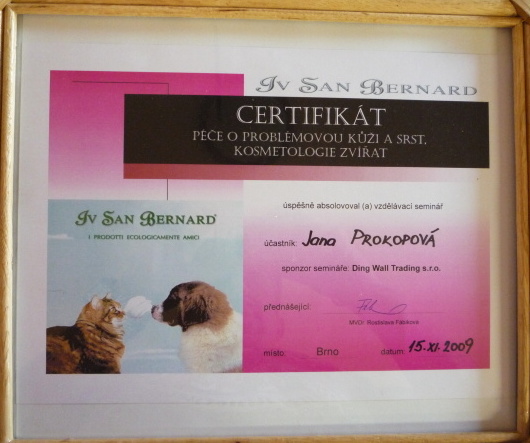 Iv San Bernard
CERTIFIKÁT
PÉČE O PROBLÉMOVOU KŮŽI A SRST,
KOSMETOLOGIE ZVÍŘAT
úspěšně absolvoval (a) vzdělávací seminář
Iv San Bernard
I PRODOTTI ECOLOGICAMENTE AMICI
účastník: Jana PROKOPOVÁ
sponzor semináře: Ding Wall Trading s.r.o.
přednášející:
MVDr.
místo: Brno datum: 15.XI.2009